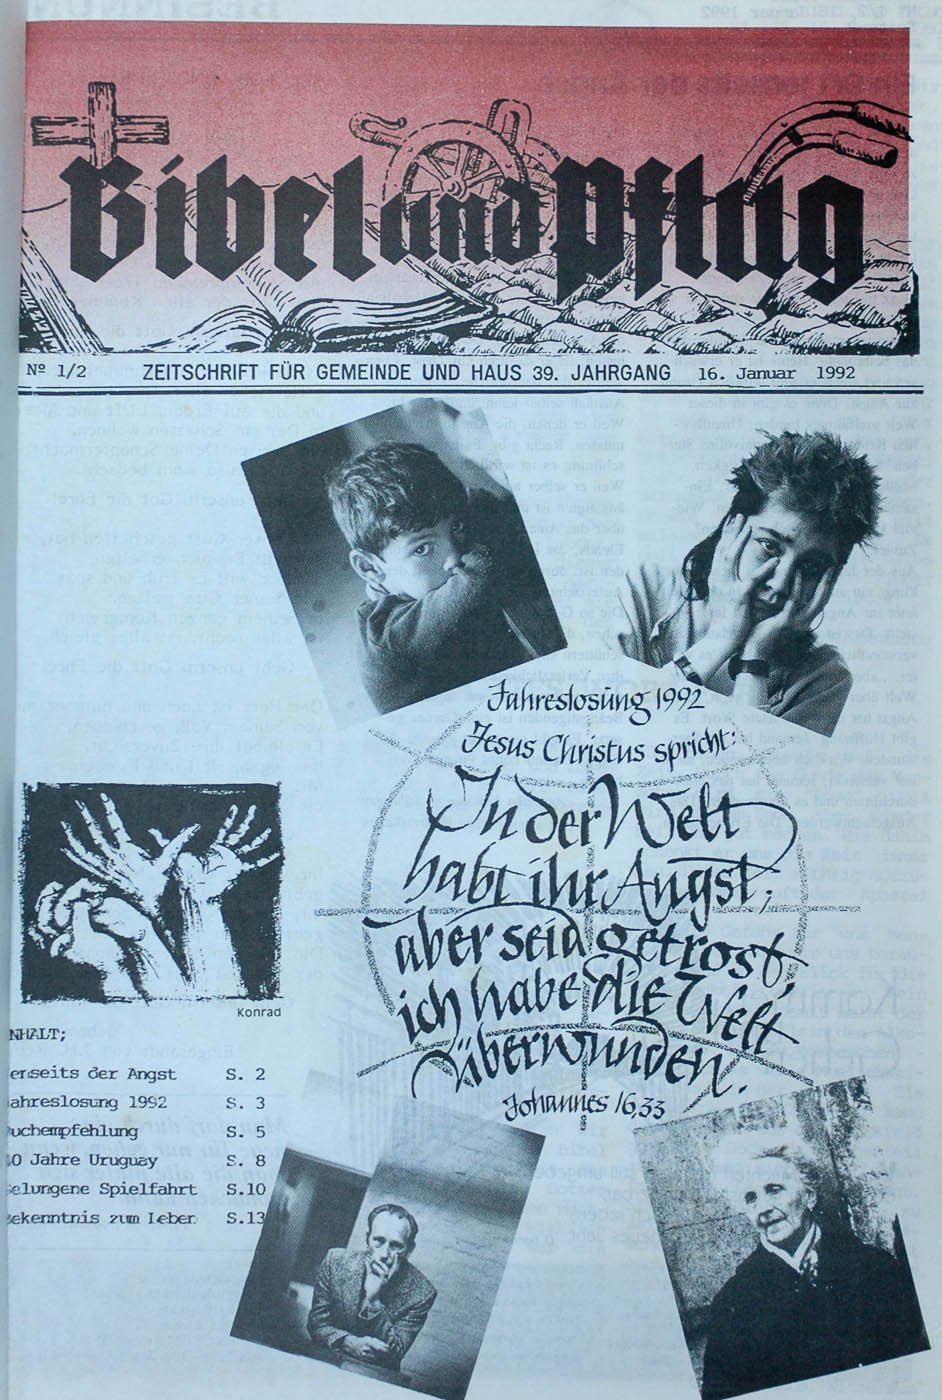 Bibel und Pflug
Nº 1/2 ZEITSCHRIFT FÜR GEMEINDE UND HAUS 39. JAHRGANG 16. Januar 1992
Jahreslosung 1992
Jesus Christus spricht:
In der Welt
habt ihr Angst;
aber seid getrost,
ich habe die Welt
überwunden.
Johannes 16,33
Konrad
NHALT;
enseits der Angst S. 2
ahreslosung 1992 S. 3
uchempfehlung S. 5
0 Jahre Uruguay S. 8
elungene Spielfahrt S.10
ekenntnis zum Leber S.13